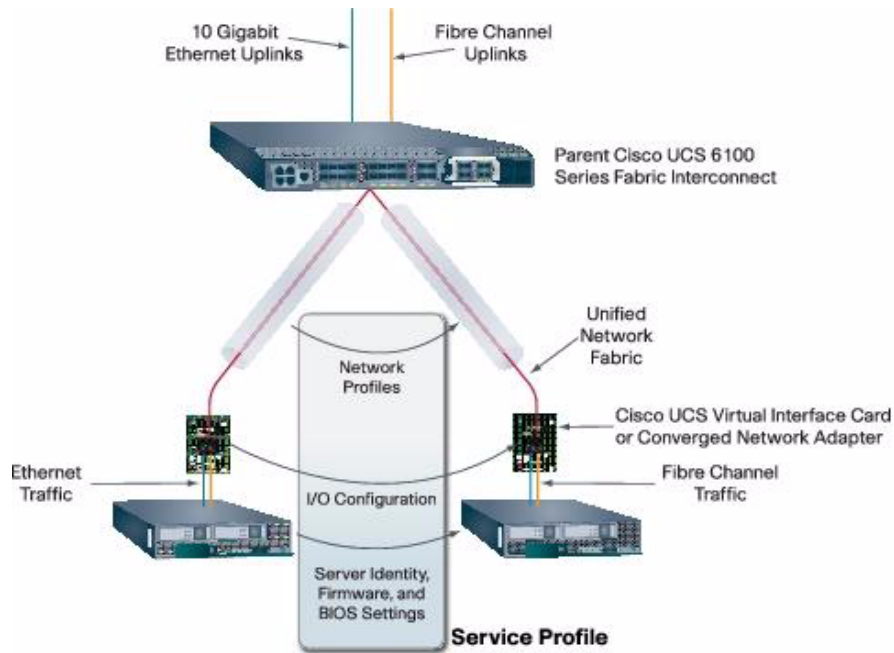 10 Gigabit
Ethernet Uplinks
Fibre Channel
Uplinks
Parent Cisco UCS 6100
Series Fabric Interconnect
Unified
Network
Fabric
Network
Profiles
Cisco UCS Virtual Interface Card
or Converged Network Adapter
Ethernet
Traffic
I/O Configuration
Fibre Channel
Traffic
Server Identity,
Firmware, and
BIOS Settings
Service Profile